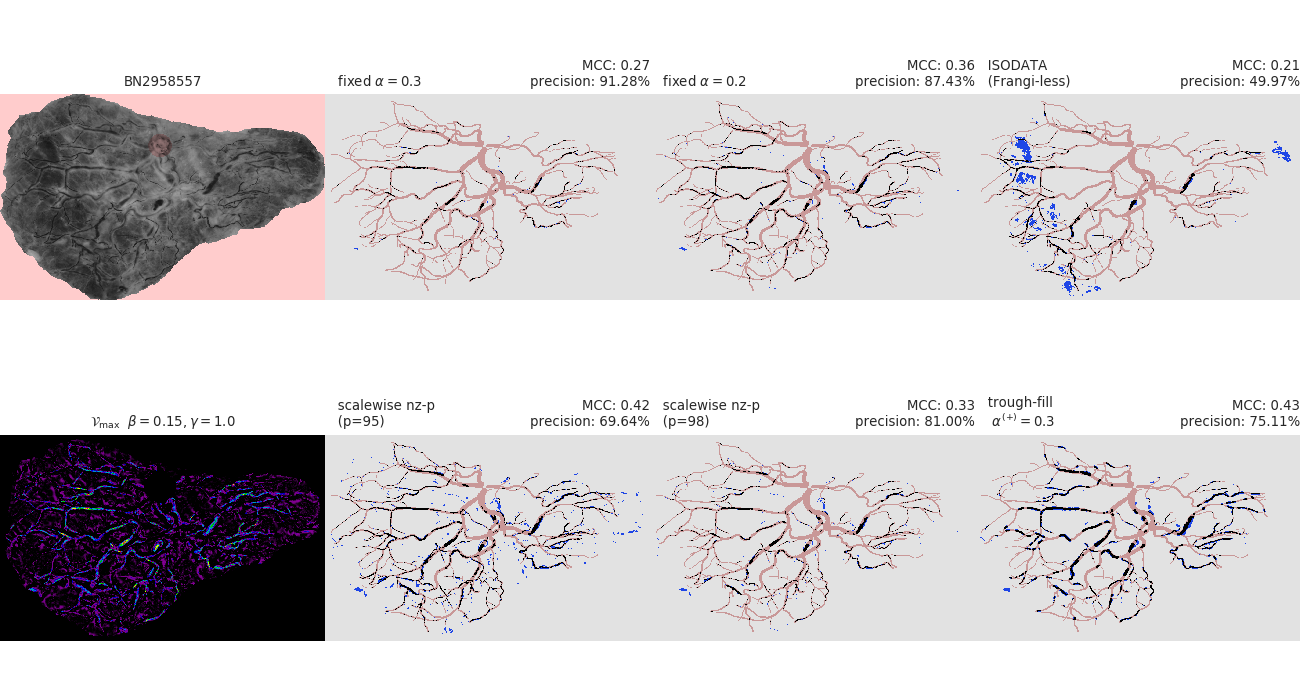 BN2958557
fixed α = 0.3
MCC: 0.27
precision: 91.28%
fixed α = 0.2
MCC: 0.36
precision: 87.43%
ISODATA
(Frangi-less)
MCC: 0.21
precision: 49.97%
𝒱max β = 0.15, γ = 1.0
scalewise nz-p
(p=95)
MCC: 0.42
precision: 69.64%
scalewise nz-p
(p=98)
MCC: 0.33
precision: 81.00%
trough-fill
α(+) = 0.3
MCC: 0.43
precision: 75.11%